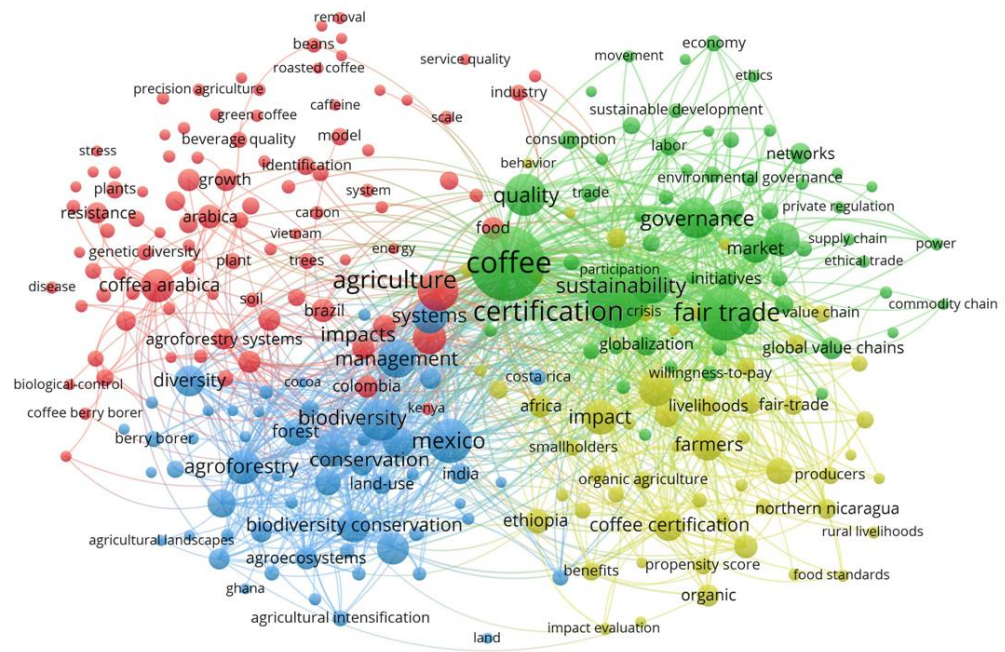 removal
beans
roasted coffee
service quality
movement
economy
ethics
precision agriculture
industry
green coffee
caffeine
scale
sustainable development
beverage quality
model
consumption
labor
stress
identification
behavior
networks
plants
growth
system
quality
trade
environmental governance
resistance
arabica
carbon
food
governance
private regulation
vietnam
genetic diversity
plant
trees
energy
coffee
market
supply chain
power
ethical trade
disease
coffea arabica
agriculture
participation
sustainability
initiatives
soil
brazil
systems
certification
crisis
fair trade
value chain
commodity chain
agroforestry systems
impacts
management
globalization
global value chains
biological-control
diversity
cocoa
colombia
costa rica
willingness-to-pay
coffee berry borer
biodiversity
kenya
africa
impact
livelihoods
fair-trade
berry borer
forest
mexico
smallholders
farmers
agroforestry
conservation
india
land-use
organic agriculture
producers
northern nicaragua
biodiversity conservation
ethiopia
coffee certification
rural livelihoods
agricultural landscapes
agroecosystems
benefits
propensity score
food standards
ghana
organic
agricultural intensification
impact evaluation
land